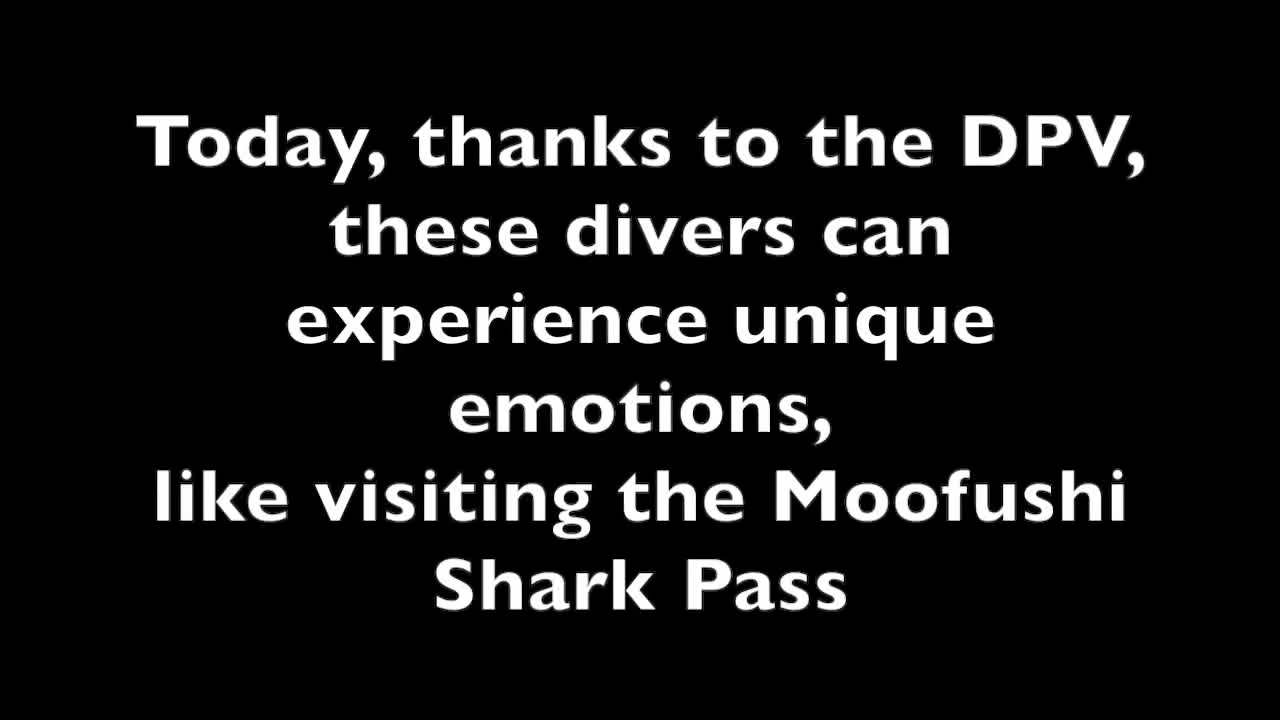 Today, thanks to the DPV,
these divers can
experience unique
emotions,
like visiting the Moofushi
Shark Pass